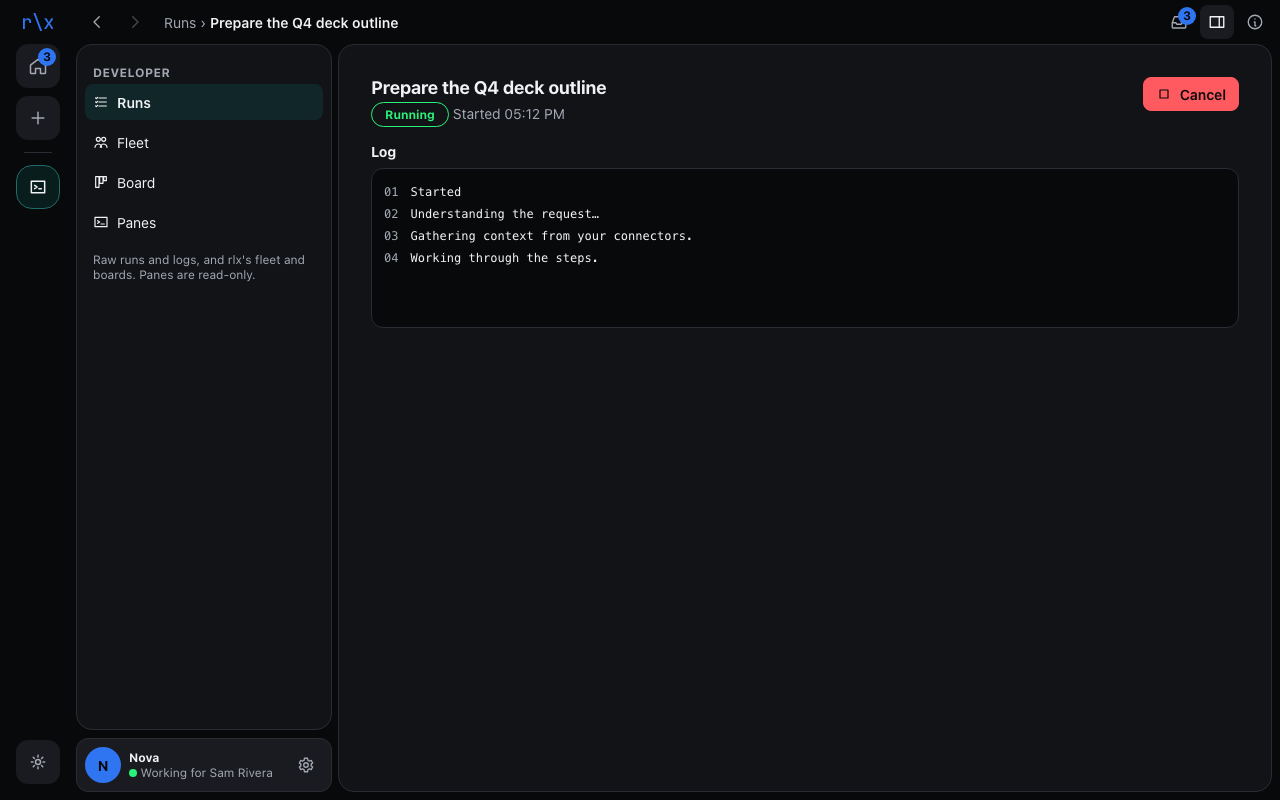 r\x
Runs › Prepare the Q4 deck outline
3
3
DEVELOPER
Runs
Fleet
Board
Panes
Raw runs and logs, and rlx's fleet and
boards. Panes are read-only.
Prepare the Q4 deck outline
Running Started 05:12 PM
Cancel
Log
01 Started
02 Understanding the request…
03 Gathering context from your connectors.
04 Working through the steps.
N
Nova
Working for Sam Rivera